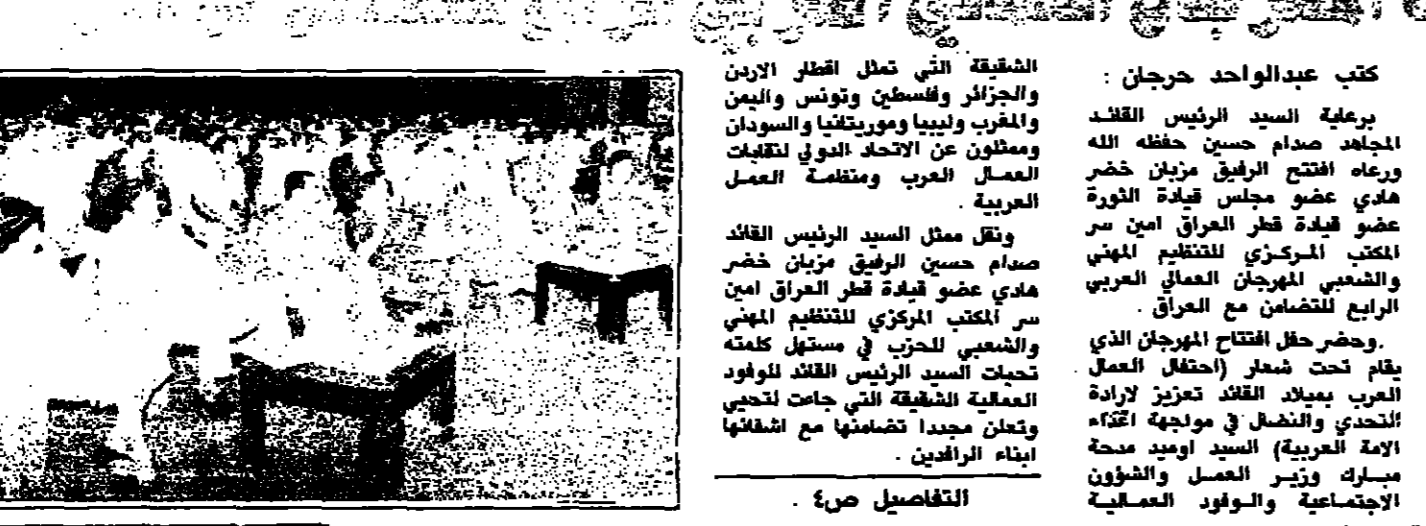 كتب عبدالواحد حرجان :
برعاية السيد الرئيس القائد
المجاهد صدام حسين حفظه الله
ورعاه افتتح الرفيق مزبان خضر
هادي عضو مجلس قيادة الثورة
عضو قيادة قطر العراق امين سر
المكتب المركزي للتنظيم المهني
والشعبي المهرجان العمالي العربي
الرابع للتضامن مع العراق .
.وحضر حفل افتتاح المهرجان الذي
يقام تحت شعار (احتفال العمال
العرب بميلاد القائد تعزيز لارادة
التحدي والنضال في مواجهة اعداء
الامة العربية) السيد اوميد مدحة
مبارك وزير العمل والشؤون
الاجتماعية والوفود العمالية
الشقيقة التي تمثل اقطار الاردن
والجزائر وفلسطين وتونس واليمن
والمغرب وليبيا وموريتانيا والسودان
وممثلون عن الاتحاد الدولي لنقابات
العمال العرب ومنظمة العمل
العربية .
ونقل ممثل السيد الرئيس القائد
صدام حسين الرفيق مزبان خضر
هادي عضو قيادة قطر العراق امين
سر المكتب المركزي للتنظيم المهني
والشعبي للحزب في مستهل كلمته
تحيات السيد الرئيس القائد للوفود
العمالية الشقيقة التي جاءت لتحيي
وتعلن مجددا تضامنها مع اشقائها
ابناء الرافدين .
التفاصيل ص٤ .